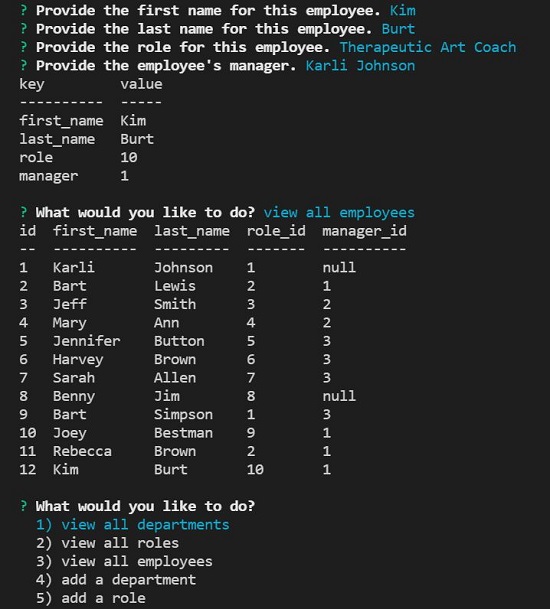 ? Provide the first name for this employee. Kim
? Provide the last name for this employee. Burt
? Provide the role for this employee. Therapeutic Art Coach
? Provide the employee's manager. Karli Johnson
key         value
----------  -----
first_name  Kim
last_name   Burt
role        10
manager     1
? What would you like to do? view all employees
id  first_name  last_name  role_id  manager_id
--  ----------  ---------  -------  ----------
1   Karli       Johnson    1        null
2   Bart        Lewis      2        1
3   Jeff        Smith      3        2
4   Mary        Ann        4        2
5   Jennifer    Button     5        3
6   Harvey      Brown      6        3
7   Sarah       Allen      7        3
8   Benny       Jim        8        null
9   Bart        Simpson    1        3
10  Joey        Bestman    9        1
11  Rebecca     Brown      2        1
12  Kim         Burt       10       1
? What would you like to do?
1) view all departments
2) view all roles
3) view all employees
4) add a department
5) add a role